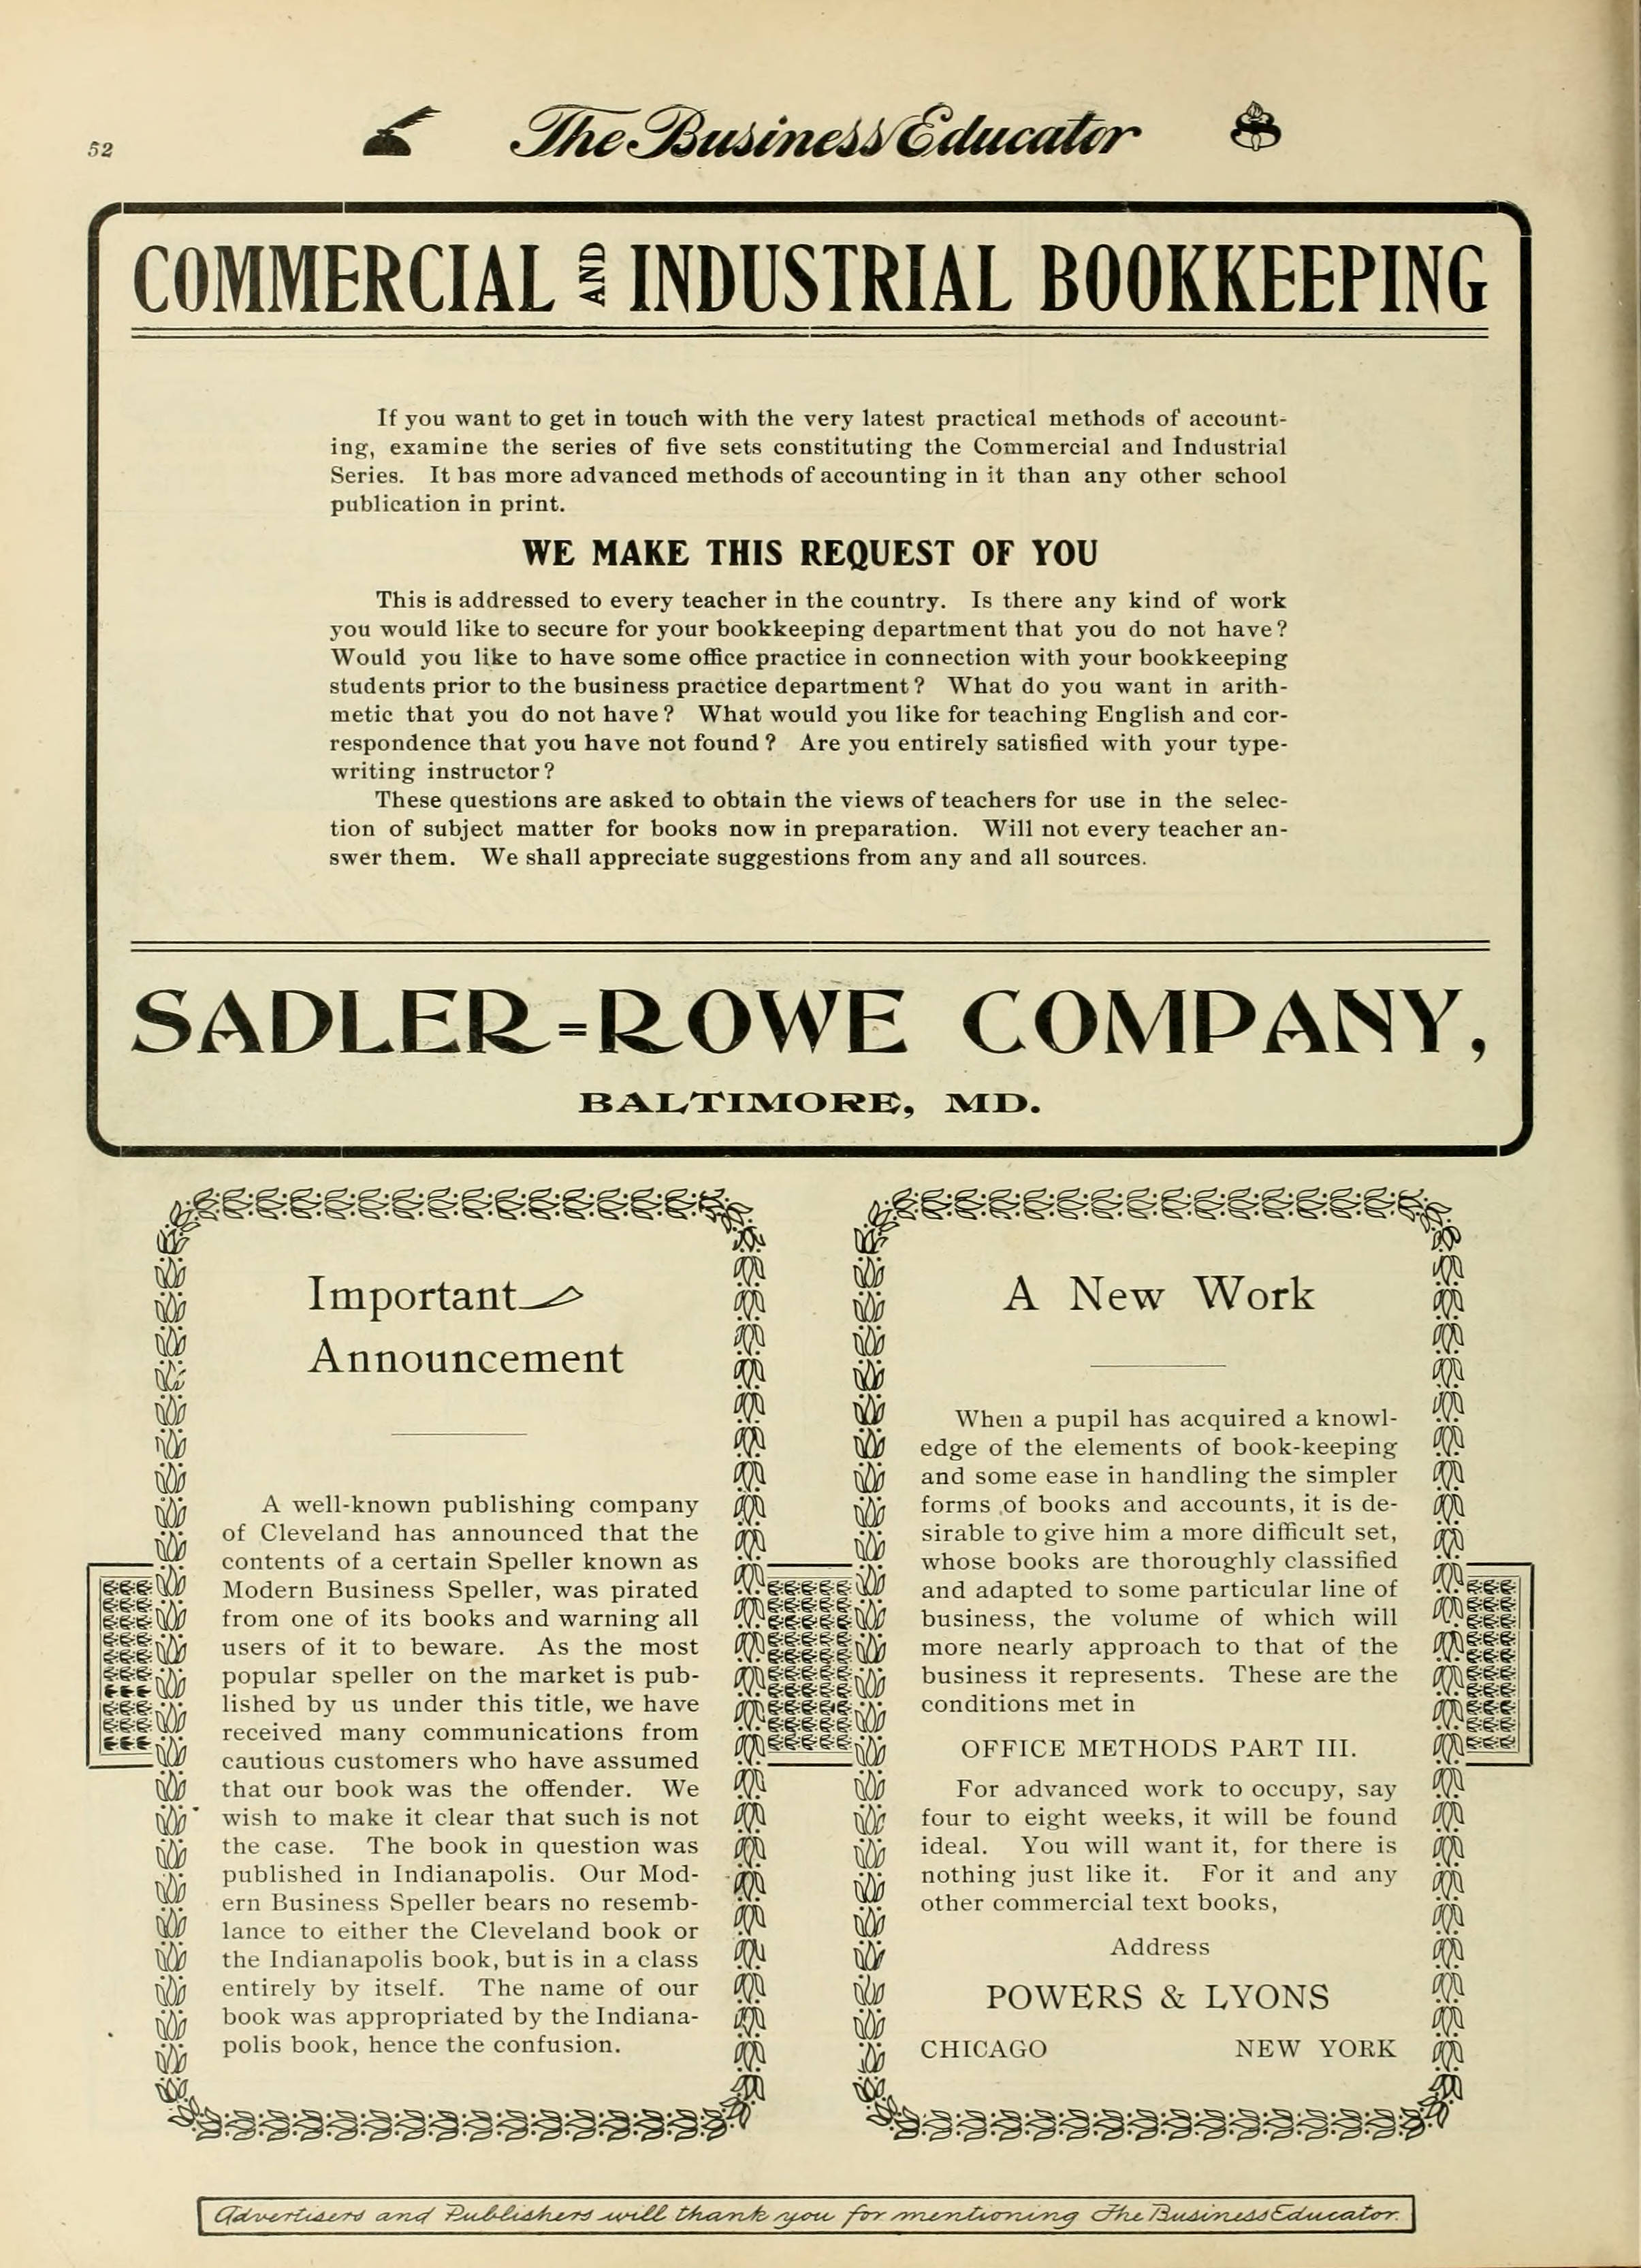 52
The Business Educator
COMMERCIAL AND INDUSTRIAL BOOKKEEPING
If you want to get in touch with the very latest practical methods of account-
ing, examine the series of five sets constituting the Commercial and Industrial
Series. It has more advanced methods of accounting in it than any other school
publication in print.
WE MAKE THIS REQUEST OF YOU
This is addressed to every teacher in the country. Is there any kind of work
you would like to secure for your bookkeeping department that you do not have?
Would you like to have some office practice in connection with your bookkeeping
students prior to the business practice department? What do you want in arith-
metic that you do not have? What would you like for teaching English and cor-
respondence that you have not found? Are you entirely satisfied with your type-
writing instructor?
These questions are asked to obtain the views of teachers for use in the selec-
tion of subject matter for books now in preparation. Will not every teacher an-
swer them. We shall appreciate suggestions from any and all sources.
SADLER-ROWE COMPANY,
BALTIMORE, MD.
Important
Announcement
A well-known publishing company
of Cleveland has announced that the
contents of a certain Speller known as
Modern Business Speller, was pirated
from one of its books and warning all
users of it to beware. As the most
popular speller on the market is pub-
lished by us under this title, we have
received many communications from
cautious customers who have assumed
that our book was the offender. We
wish to make it clear that such is not
the case. The book in question was
published in Indianapolis. Our Mod-
ern Business Speller bears no resemb-
lance to either the Cleveland book or
the Indianapolis book, but is in a class
entirely by itself. The name of our
book was appropriated by the Indiana-
polis book, hence the confusion.
A New Work
When a pupil has acquired a knowl-
edge of the elements of book-keeping
and some ease in handling the simpler
forms of books and accounts, it is de-
sirable to give him a more difficult set,
whose books are thoroughly classified
and adapted to some particular line of
business, the volume of which will
more nearly approach to that of the
business it represents. These are the
conditions met in
OFFICE METHODS PART III.
For advanced work to occupy, say
four to eight weeks, it will be found
ideal. You will want it, for there is
nothing just like it. For it and any
other commercial text books,
Address
POWERS & LYONS
CHICAGO NEW YORK
Advertisers and Publishers will thank you for mentioning The Business Educator.